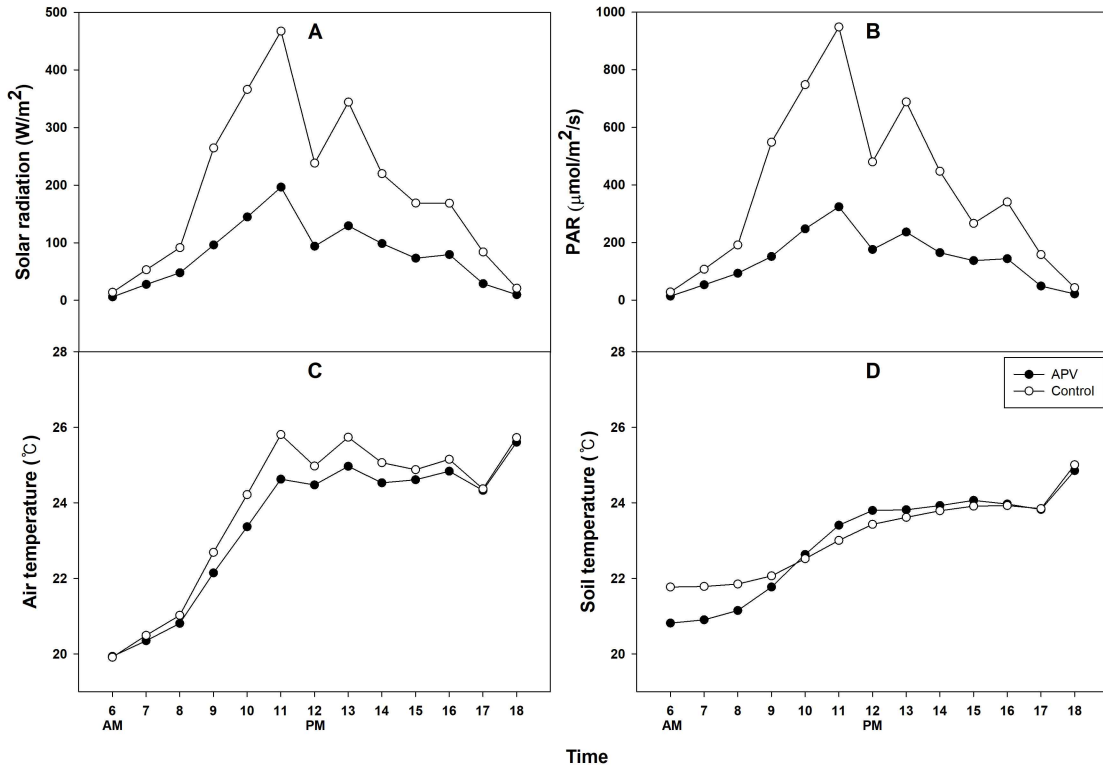 A
Solar radiation (W/m²)
500
400
300
200
100
0
B
PAR (μmol/m²/s)
1000
800
600
400
200
0
C
Air temperature (℃)
28
26
24
22
20
D
Soil temperature (℃)
28
26
24
22
20
APV
Control
6 7 8 9 10 11 12 13 14 15 16 17 18
AM PM
6 7 8 9 10 11 12 13 14 15 16 17 18
AM PM
Time